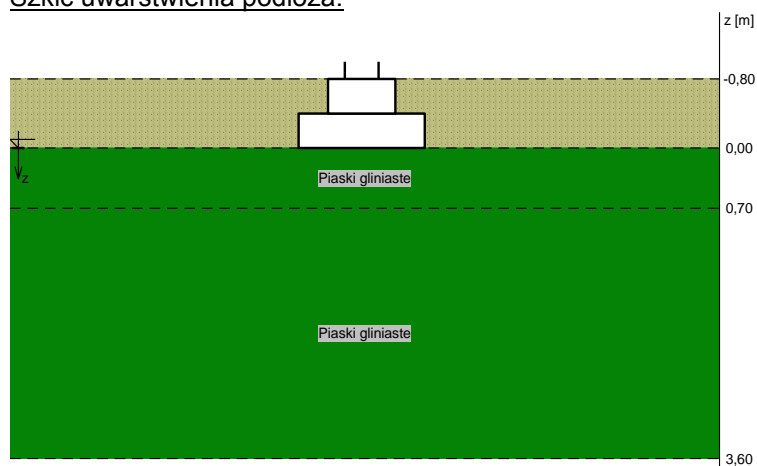 Szkic uwarstwienia podłoża:
z [m]
-0,80
0,00
z
Piaski gliniaste
0,70
Piaski gliniaste
3,60